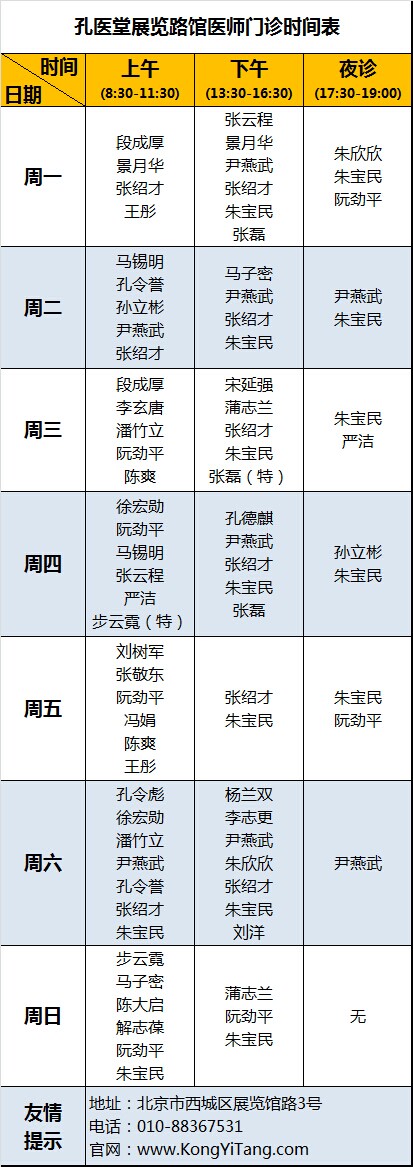 孔医堂展览路馆医师门诊时间表
时间
日期
上午
(8:30-11:30)
下午
(13:30-16:30)
夜诊
(17:30-19:00)
周一
段成厚
景月华
张绍才
王彤
张云程
景月华
尹燕武
张绍才
朱宝民
张磊
朱欣欣
朱宝民
阮劲平
周二
马锡明
孔令誉
孙立彬
尹燕武
张绍才
马子密
尹燕武
张绍才
朱宝民
尹燕武
朱宝民
周三
段成厚
李玄唐
潘竹立
阮劲平
陈爽
宋延强
蒲志兰
张绍才
朱宝民
张磊（特）
朱宝民
严洁
周四
徐宏勋
阮劲平
马锡明
张云程
严洁
步云霓（特）
孔德麒
尹燕武
张绍才
朱宝民
张磊
孙立彬
朱宝民
周五
刘树军
张敬东
阮劲平
冯娟
陈爽
王彤
张绍才
朱宝民
朱宝民
阮劲平
周六
孔令彪
徐宏勋
潘竹立
尹燕武
孔令誉
张绍才
朱宝民
杨兰双
李志更
尹燕武
朱欣欣
张绍才
朱宝民
刘洋
尹燕武
周日
步云霓
马子密
陈大启
解志葆
阮劲平
朱宝民
蒲志兰
阮劲平
朱宝民
无
友情
提示
地址：北京市西城区展览馆路3号
电话：010-88367531
官网：www.KongYiTang.com